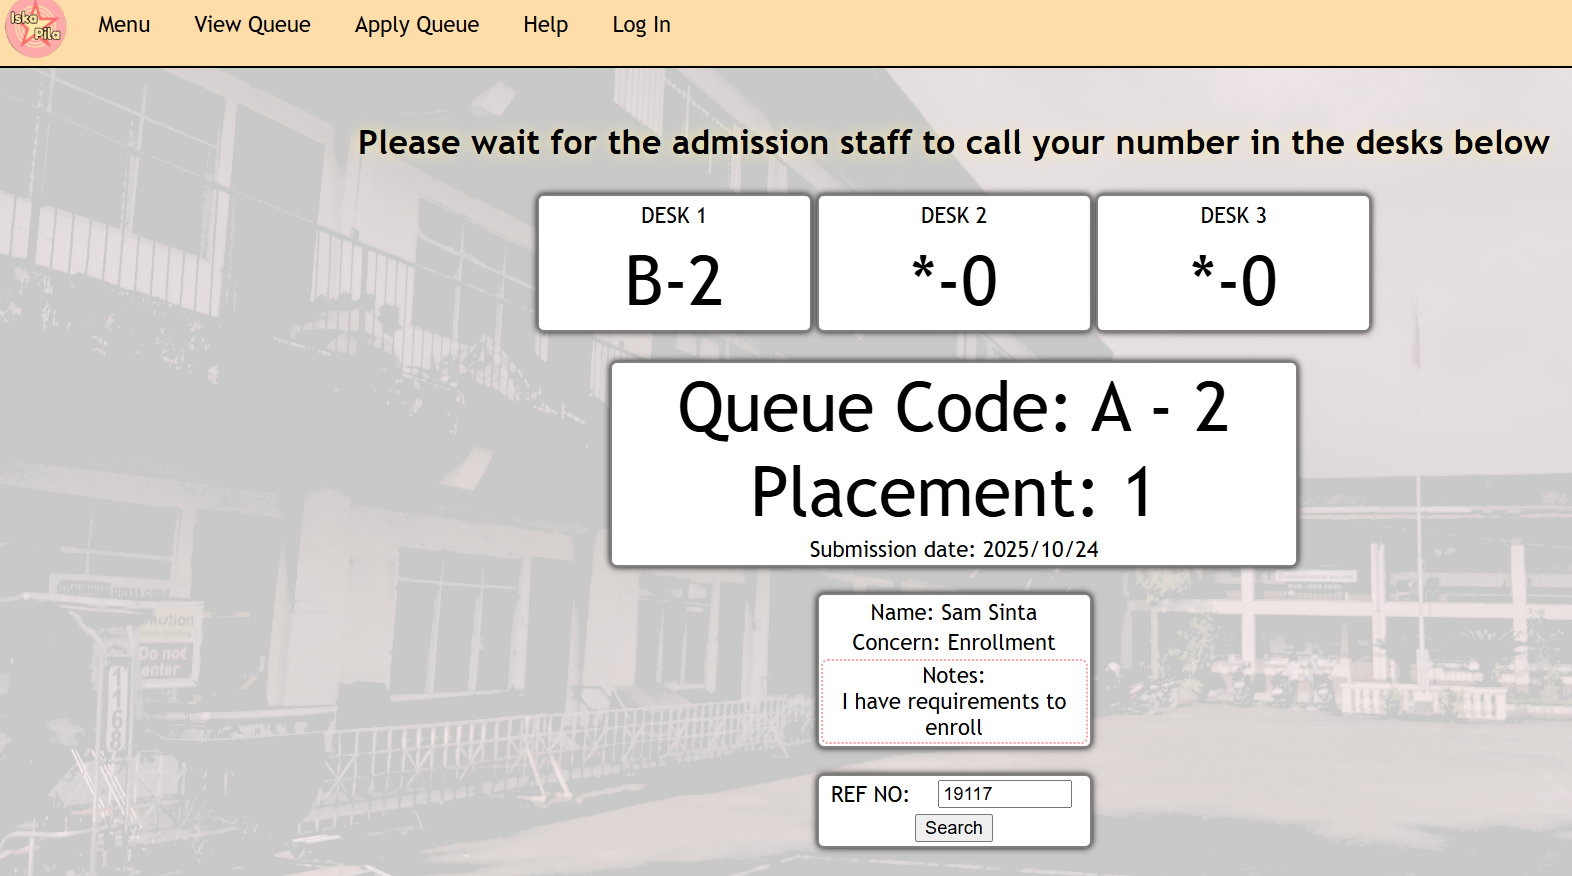 Iska
Pila
Menu
View Queue
Apply Queue
Help
Log In
Please wait for the admission staff to call your number in the desks below
DESK 1
B-2
DESK 2
*-0
DESK 3
*-0
Queue Code: A - 2
Placement: 1
Submission date: 2025/10/24
Name: Sam Sinta
Concern: Enrollment
Notes:
I have requirements to
enroll
REF NO: 19117
Search
Do not
enter
1168